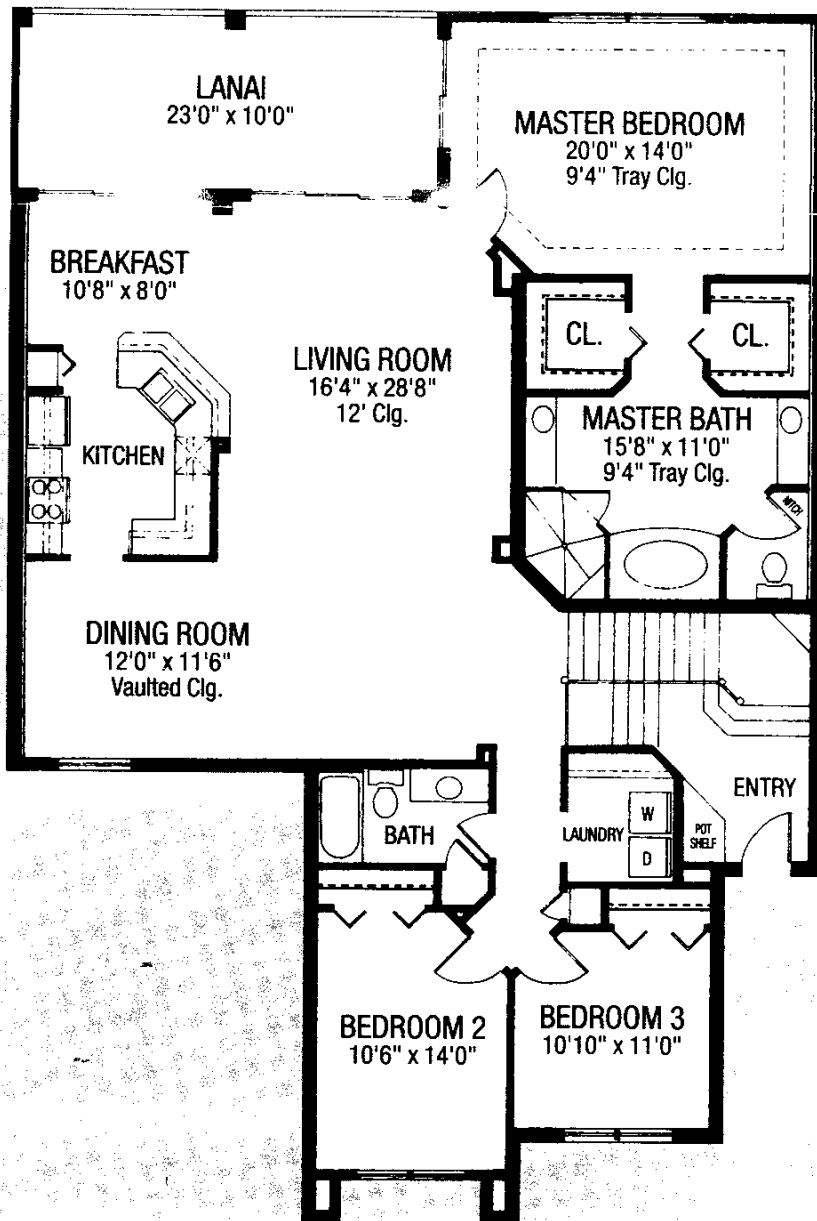 LANAI
23'0" x 10'0"
MASTER BEDROOM
20'0" x 14'0"
9'4" Tray Clg.
BREAKFAST
10'8" x 8'0"
LIVING ROOM
16'4" x 28'8"
12' Clg.
CL.
CL.
KITCHEN
MASTER BATH
15'8" x 11'0"
9'4" Tray Clg.
NITCH
DINING ROOM
12'0" x 11'6"
Vaulted Clg.
ENTRY
BATH
LAUNDRY
W
D
POT
SHELF
BEDROOM 2
10'6" x 14'0"
BEDROOM 3
10'10" x 11'0"